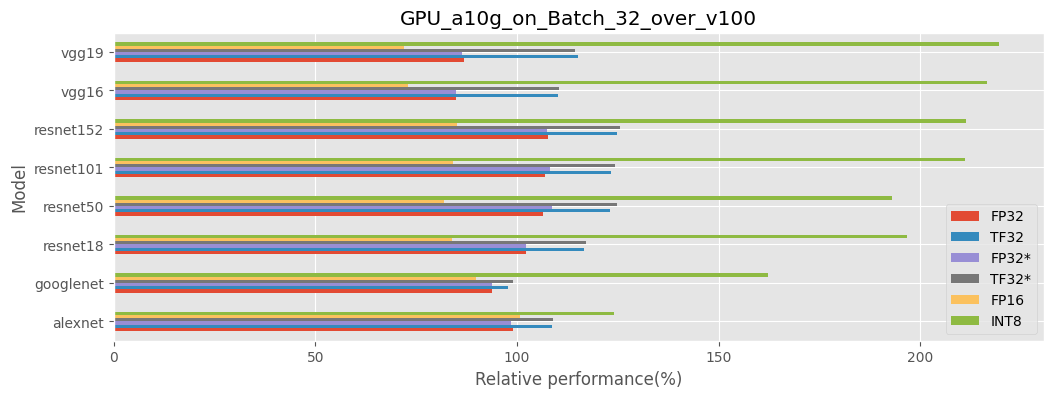 GPU_a10g_on_Batch_32_over_v100
Model
vgg19
vgg16
resnet152
resnet101
resnet50
resnet18
googlenet
alexnet
FP32
TF32
FP32*
TF32*
FP16
INT8
0 50 100 150 200
Relative performance(%)